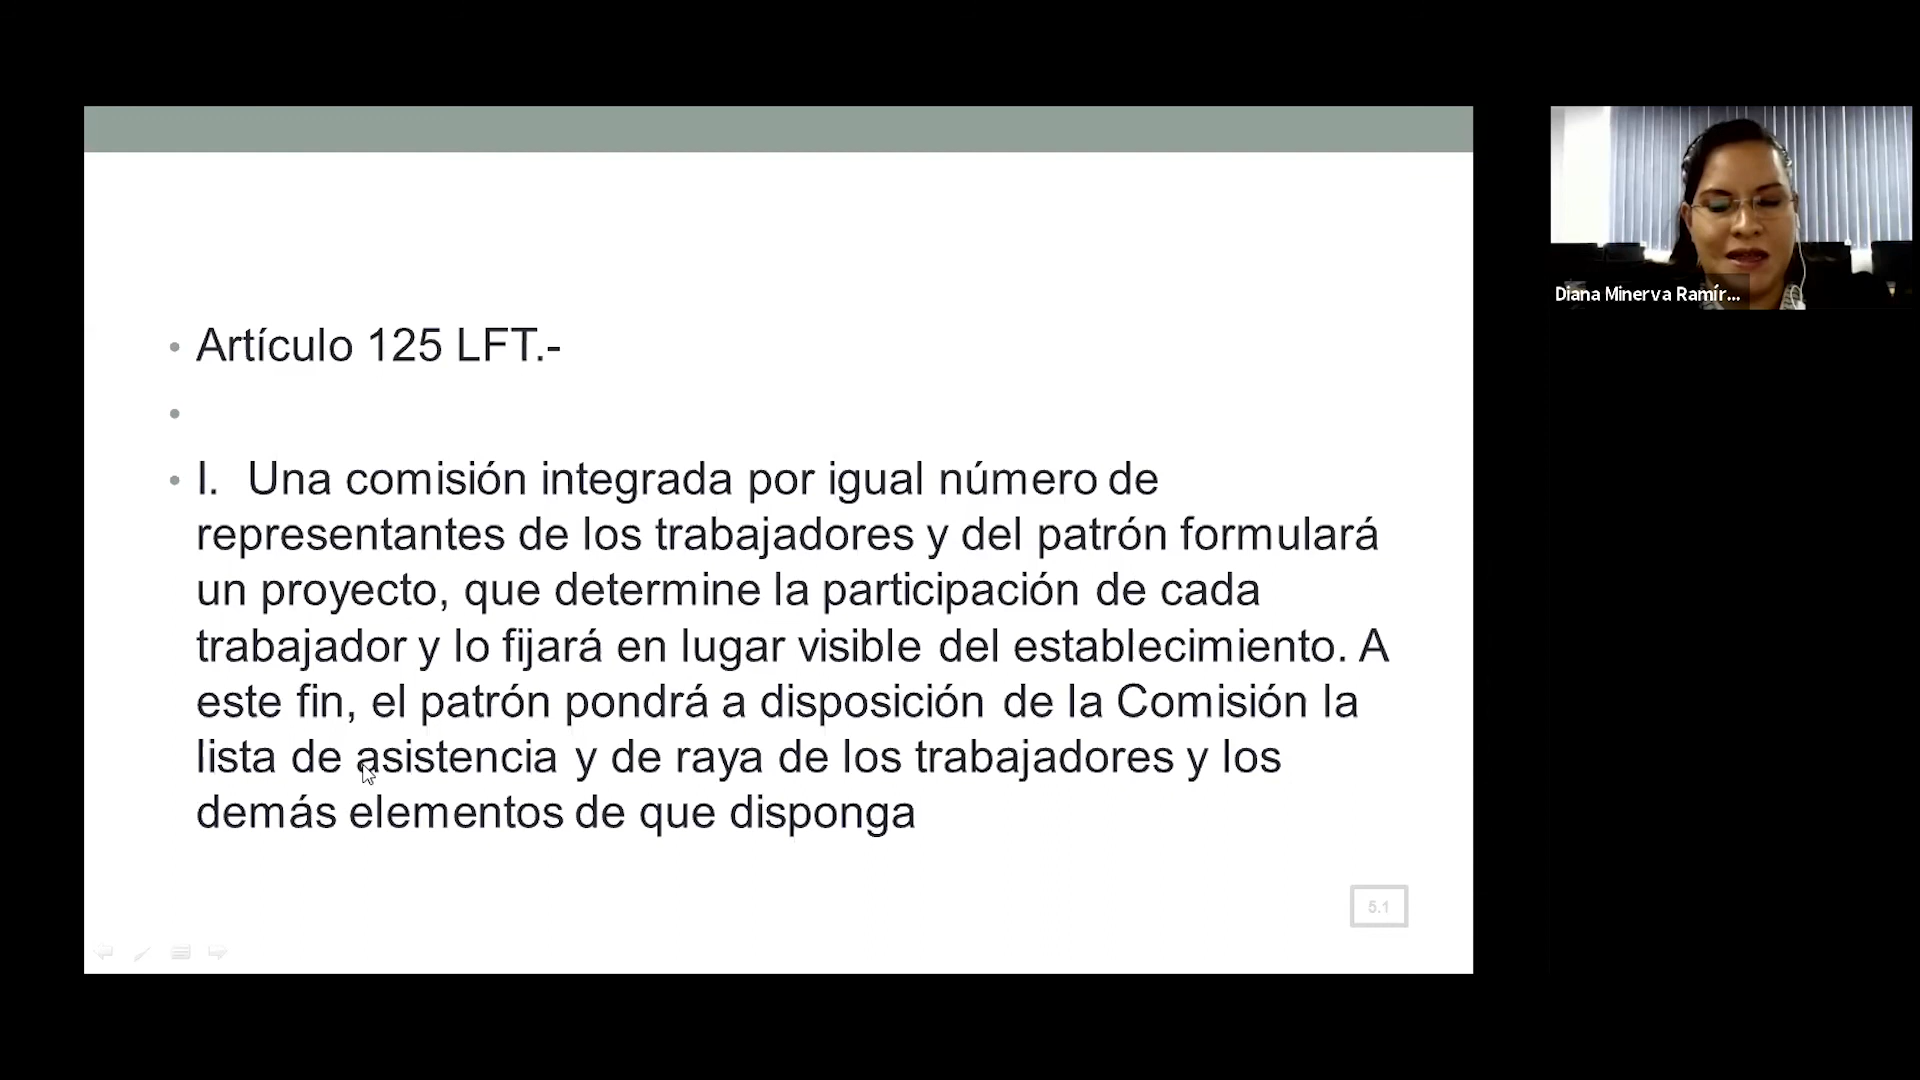 Artículo 125 LFT.-
I. Una comisión integrada por igual número de
representantes de los trabajadores y del patrón formulará
un proyecto, que determine la participación de cada
trabajador y lo fijará en lugar visible del establecimiento. A
este fin, el patrón pondrá a disposición de la Comisión la
lista de asistencia y de raya de los trabajadores y los
demás elementos de que disponga
5.1
Diana Minerva Ramír...